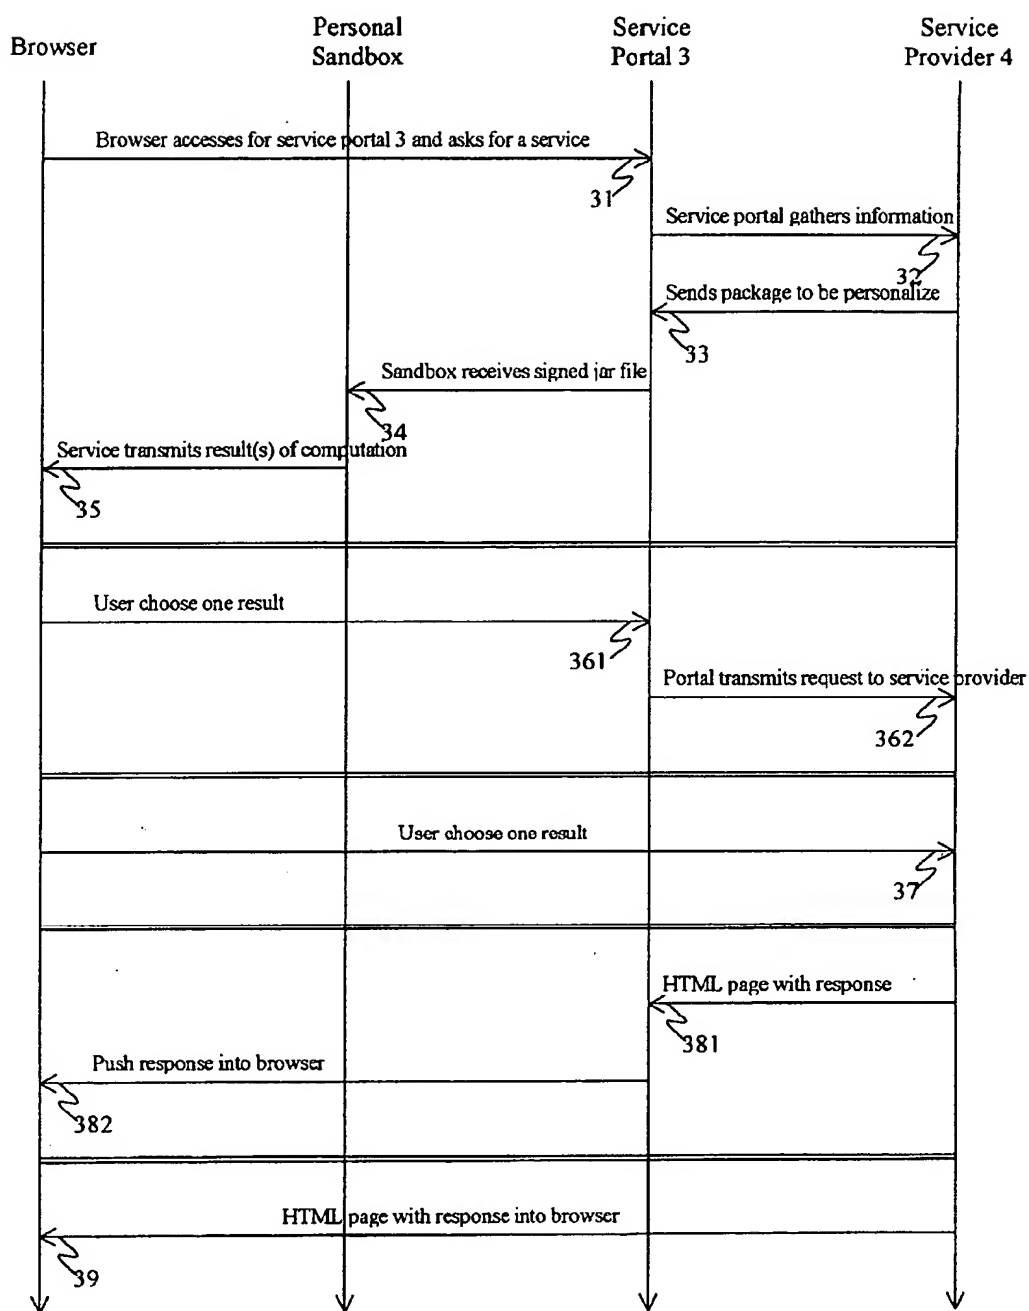 Browser
Personal
Sandbox
Service
Portal 3
Service
Provider 4
Browser accesses for service portal 3 and asks for a service
31
Service portal gathers information
32
Sends package to be personalize
33
Sandbox receives signed jar file
34
Service transmits result(s) of computation
35
User choose one result
361
Portal transmits request to service provider
362
User choose one result
37
HTML page with response
381
Push response into browser
382
HTML page with response into browser
39